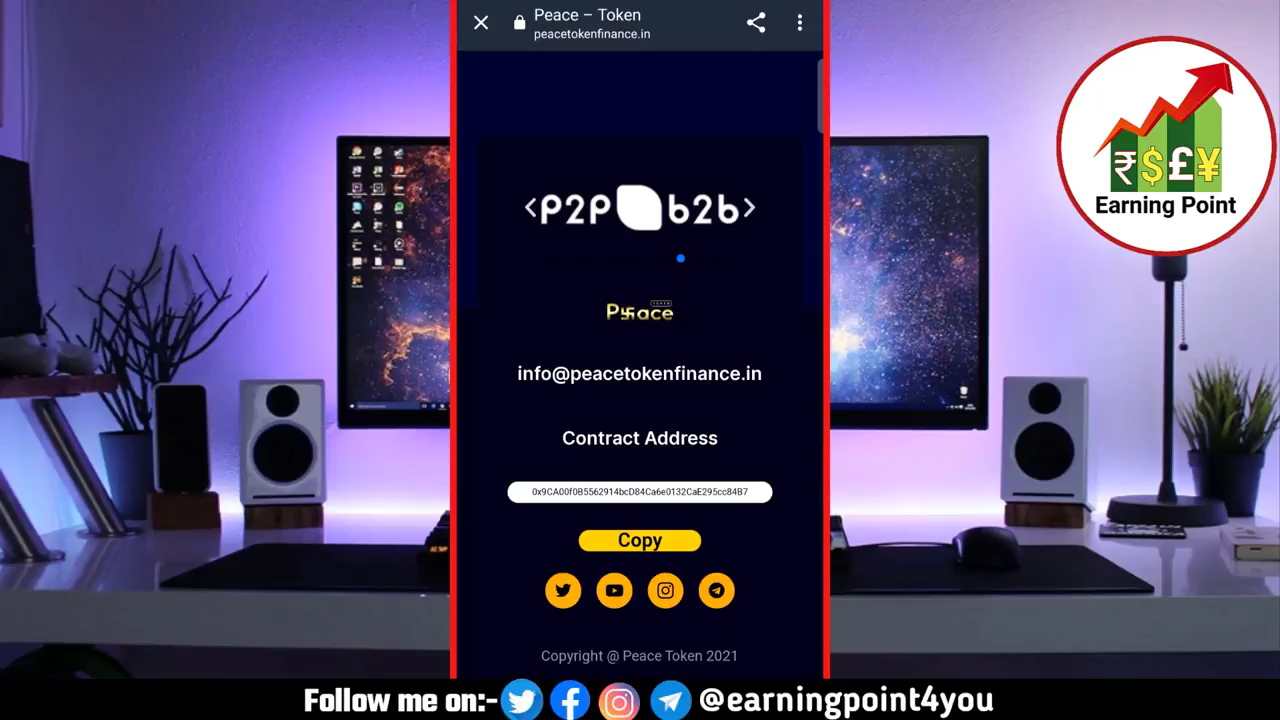 Peace – Token
peacetokenfinance.in
P2P b2b
₹$£¥
Earning Point
TOKEN
info@peacetokenfinance.in
Contract Address
0x9CA00f0B5562914bcD84Ca6e0132CaE295cc84B7
Copy
Copyright @ Peace Token 2021
Follow me on:- @earningpoint4you